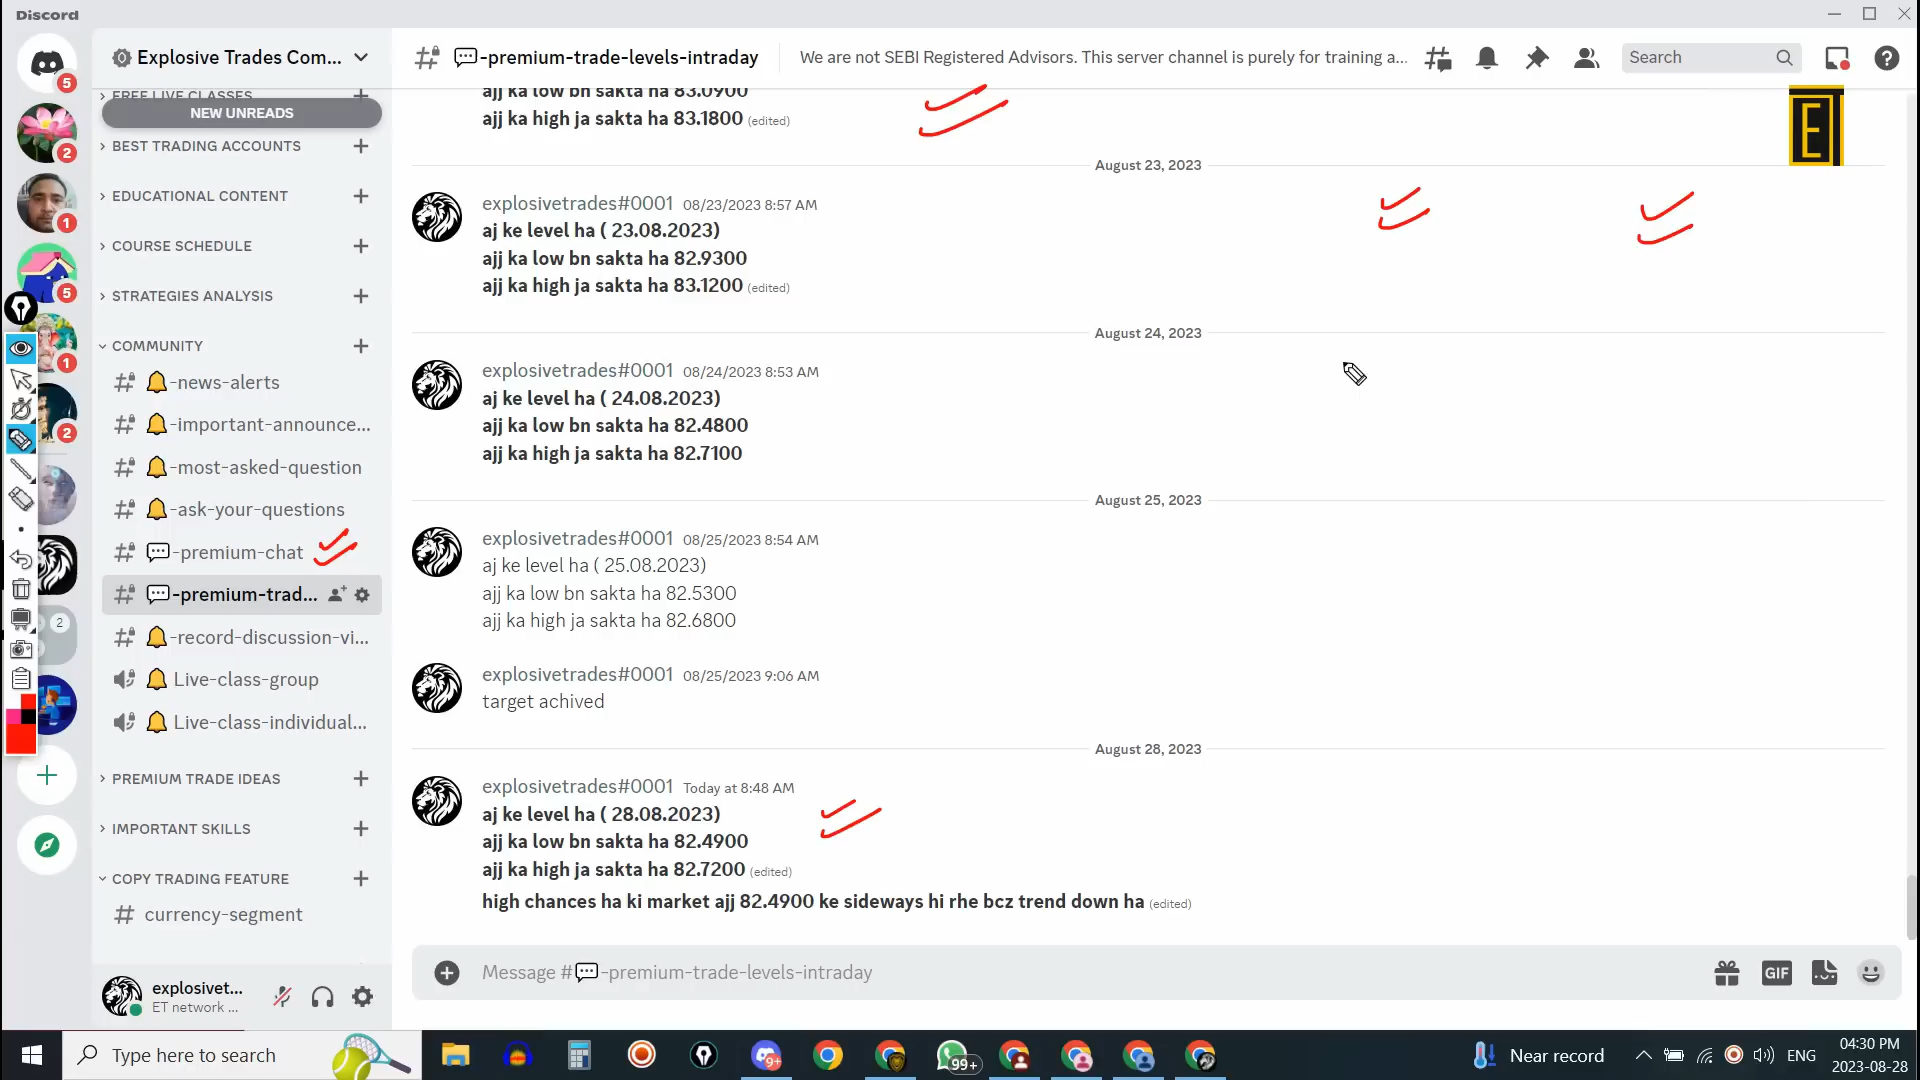 Discord
5
2
1
5
1
2
2
Explosive Trades Com...
FREE LIVE CLASSES
NEW UNREADS
BEST TRADING ACCOUNTS
EDUCATIONAL CONTENT
COURSE SCHEDULE
STRATEGIES ANALYSIS
COMMUNITY
-news-alerts
-important-announce...
-most-asked-question
-ask-your-questions
-premium-chat
-premium-trad...
-record-discussion-vi...
Live-class-group
Live-class-individual...
PREMIUM TRADE IDEAS
IMPORTANT SKILLS
COPY TRADING FEATURE
currency-segment
explosivet...
ET network ...
-premium-trade-levels-intraday
We are not SEBI Registered Advisors. This server channel is purely for training a...
Search
ET
ajj ka low bn sakta ha 83.0900
ajj ka high ja sakta ha 83.1800 (edited)
August 23, 2023
explosivetrades#0001 08/23/2023 8:57 AM
aj ke level ha ( 23.08.2023)
ajj ka low bn sakta ha 82.9300
ajj ka high ja sakta ha 83.1200 (edited)
August 24, 2023
explosivetrades#0001 08/24/2023 8:53 AM
aj ke level ha ( 24.08.2023)
ajj ka low bn sakta ha 82.4800
ajj ka high ja sakta ha 82.7100
August 25, 2023
explosivetrades#0001 08/25/2023 8:54 AM
aj ke level ha ( 25.08.2023)
ajj ka low bn sakta ha 82.5300
ajj ka high ja sakta ha 82.6800
explosivetrades#0001 08/25/2023 9:06 AM
target achived
August 28, 2023
explosivetrades#0001 Today at 8:48 AM
aj ke level ha ( 28.08.2023)
ajj ka low bn sakta ha 82.4900
ajj ka high ja sakta ha 82.7200 (edited)
high chances ha ki market ajj 82.4900 ke sideways hi rhe bcz trend down ha (edited)
Message # -premium-trade-levels-intraday
GIF
Type here to search
9+
99+
Near record
ENG
04:30 PM
2023-08-28